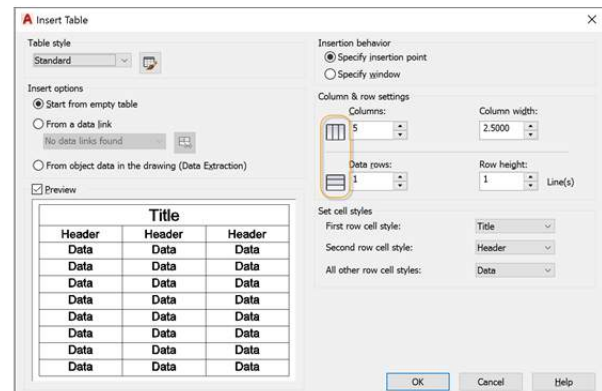 Insert Table
Table style
Standard
Insert options
Start from empty table
From a data link
No data links found
From object data in the drawing (Data Extraction)
Preview
Title
Header Header Header
Data Data Data
Data Data Data
Data Data Data
Data Data Data
Data Data Data
Data Data Data
Data Data Data
Data Data Data
Insertion behavior
Specify insertion point
Specify window
Column & row settings
Columns: Column width:
5 2.5000
Data rows: Row height:
1 1 Line(s)
Set cell styles
First row cell style: Title
Second row cell style: Header
All other row cell styles: Data
OK Cancel Help